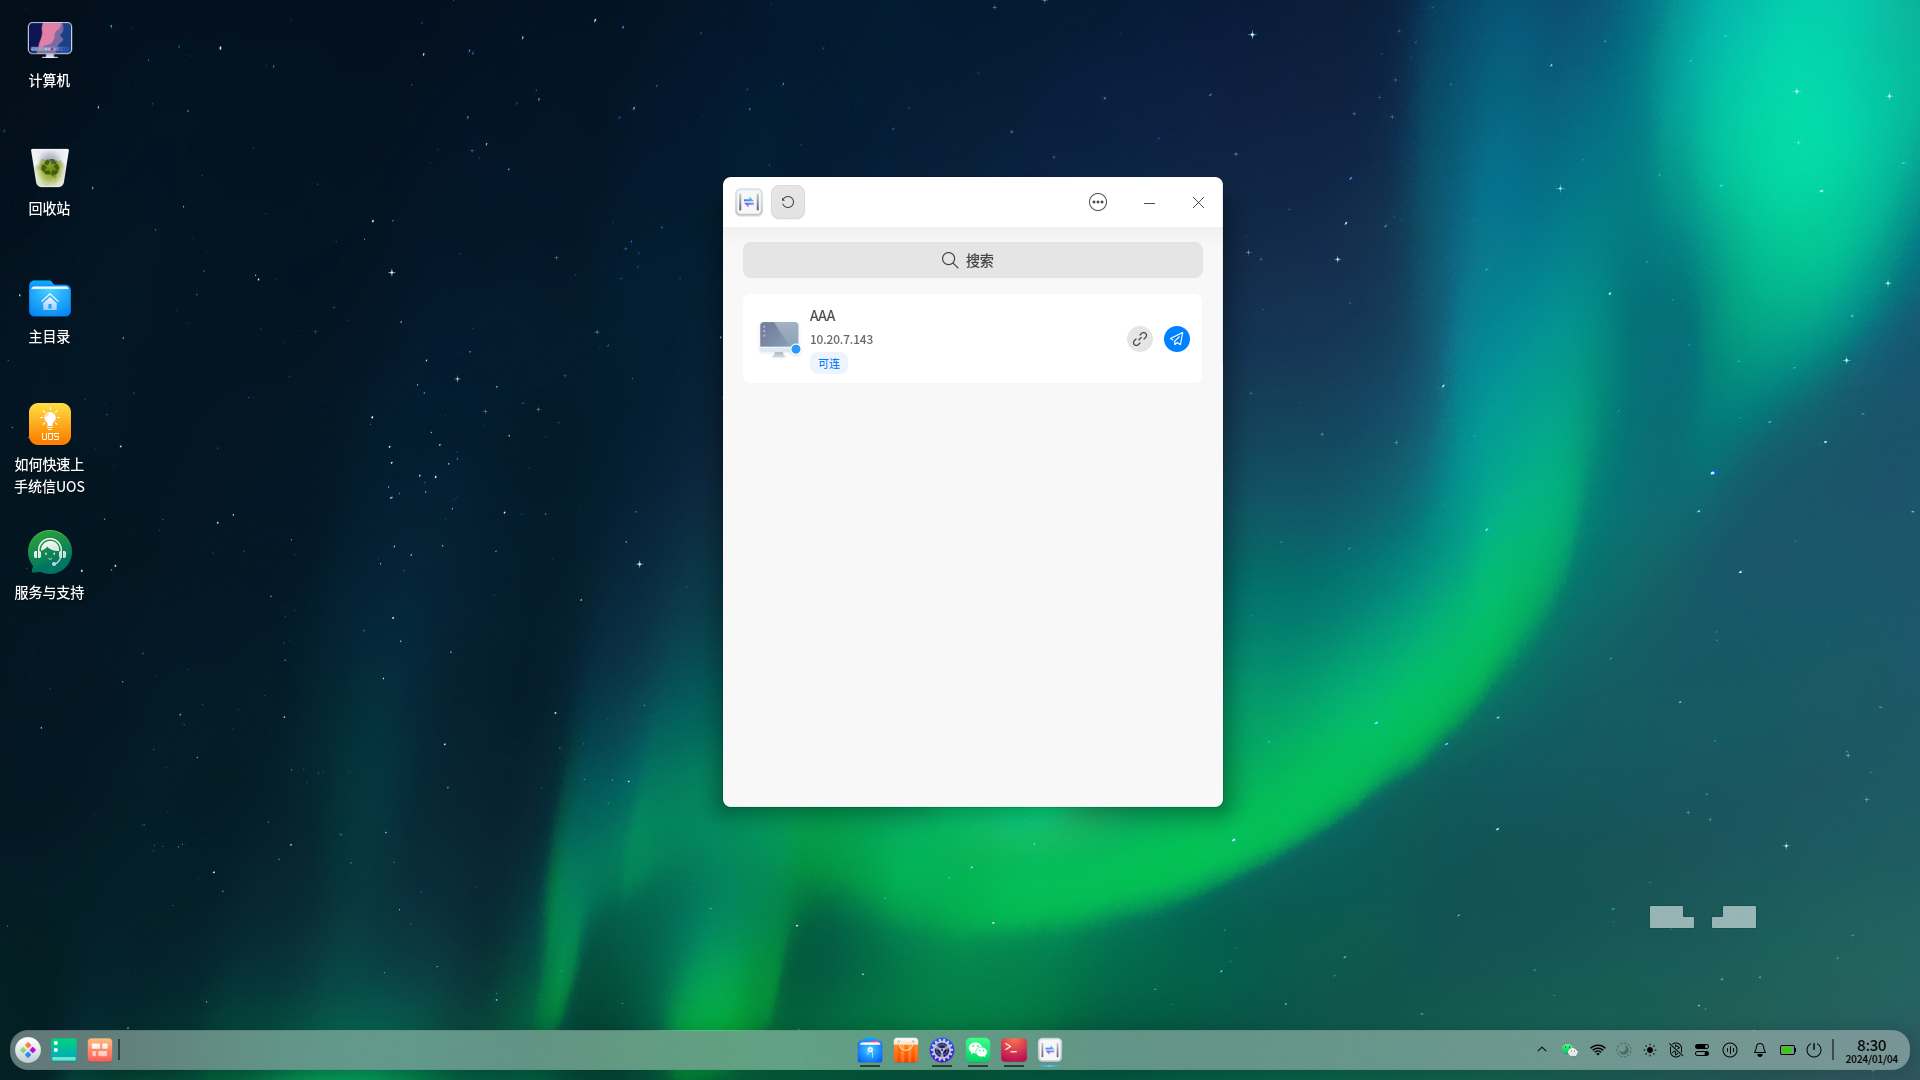 计算机
回收站
主目录
UOS
如何快速上
手统信UOS
服务与支持
搜索
AAA
10.20.7.143
可连
8:30
2024/01/04